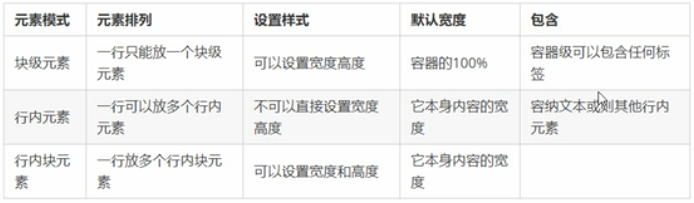 元素模式 元素排列 设置样式 默认宽度 包含
块级元素 一行只能放一个块级元素 可以设置宽度高度 容器的100% 容器级可以包含任何标签
行内元素 一行可以放多个行内元素 不可以直接设置宽度高度 它本身内容的宽度 容纳文本或则其他行内元素
行内块元素 一行放多个行内块元素 可以设置宽度和高度 它本身内容的宽度